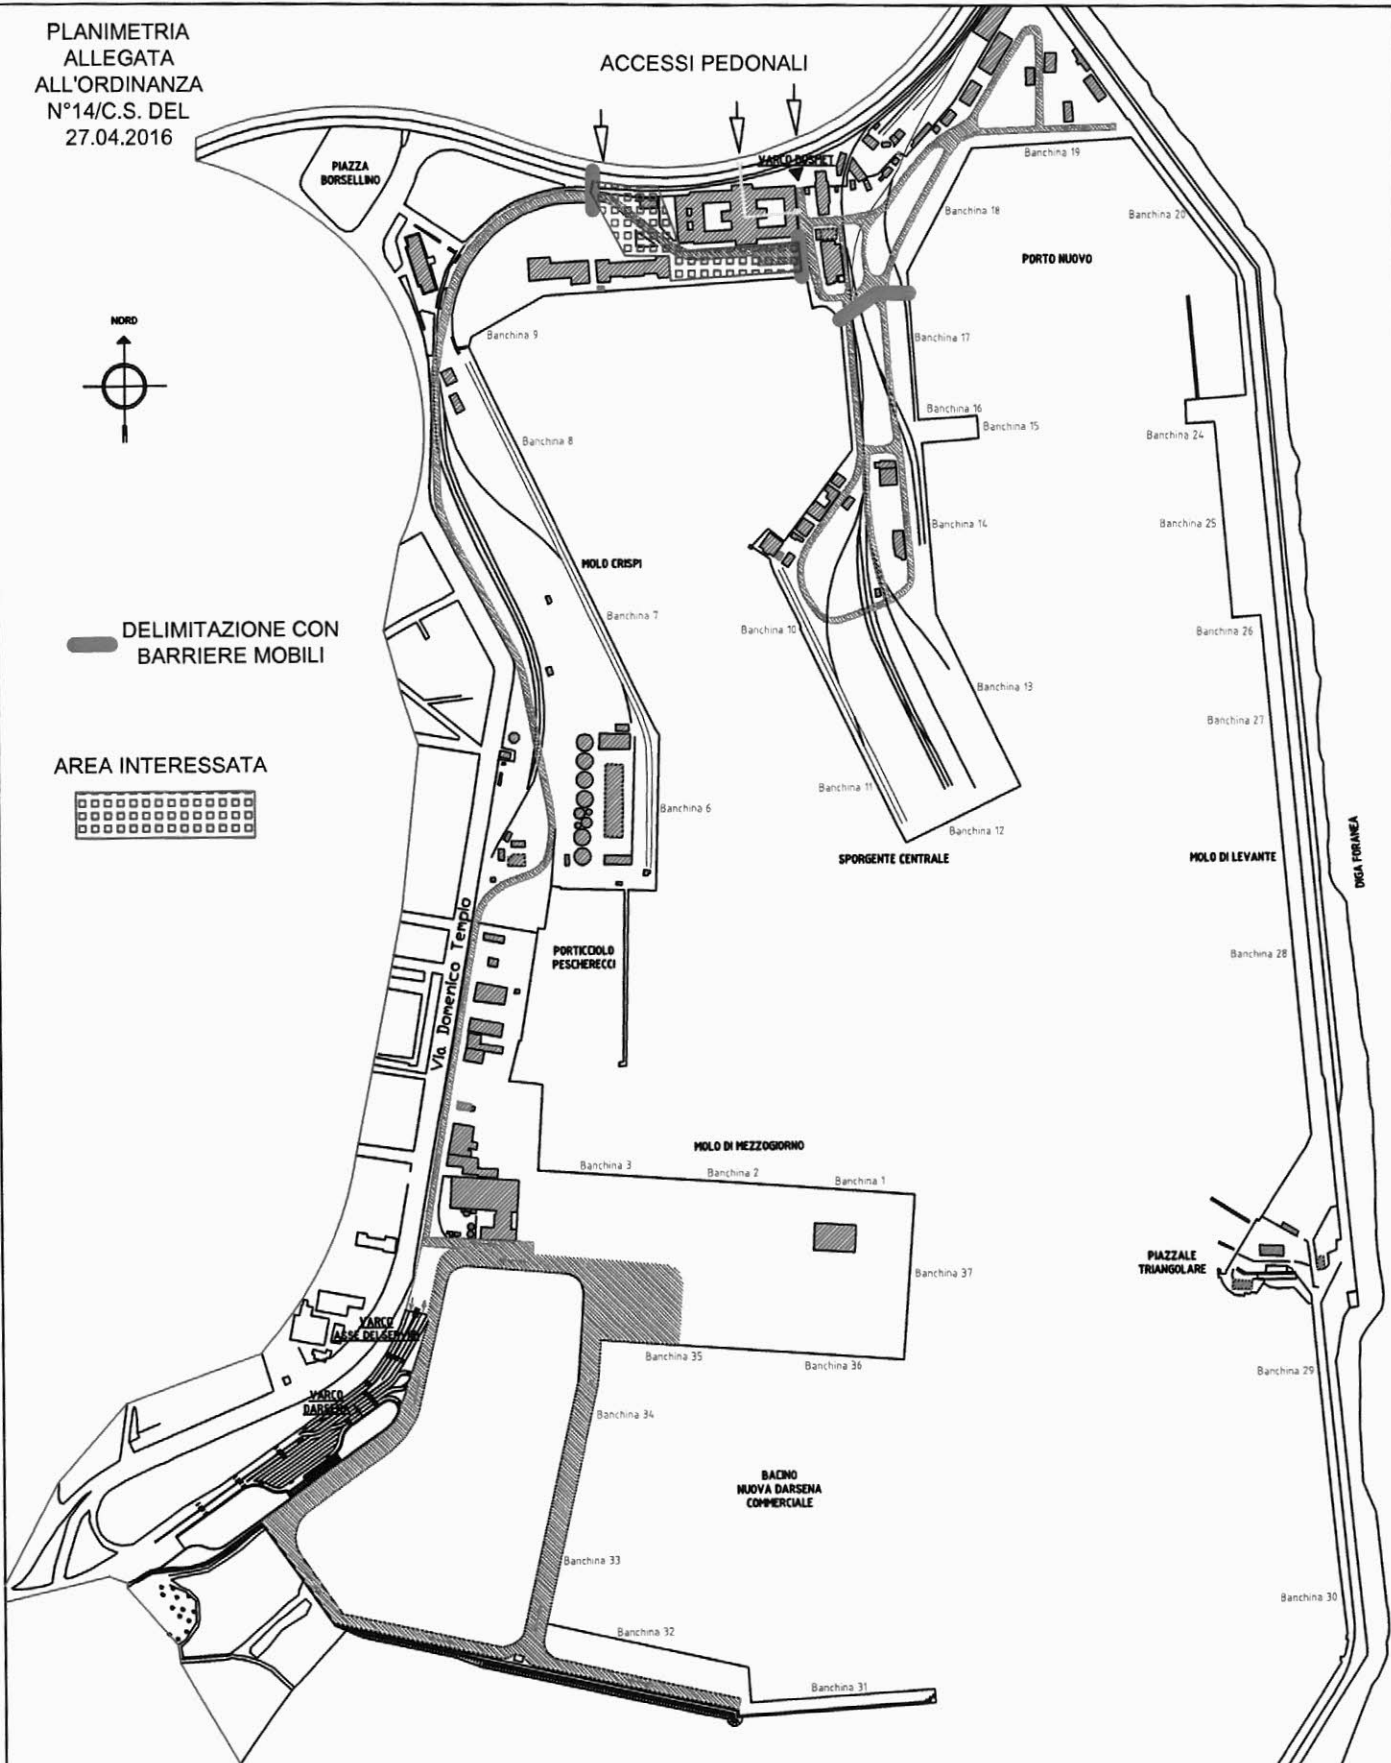 PLANIMETRIA
ALLEGATA
ALL'ORDINANZA
N°14/C.S. DEL
27.04.2016
ACCESSI PEDONALI
PIAZZA
BORSELLINO
VARCO DUSMET
Banchina 19
Banchina 18
Banchina 20
PORTO NUOVO
NORD
Banchina 9
Banchina 17
Banchina 16
Banchina 15
Banchina 24
Banchina 8
Banchina 14
Banchina 25
MOLO CRISPI
Banchina 7
Banchina 10
Banchina 26
DELIMITAZIONE CON
BARRIERE MOBILI
Banchina 13
Banchina 27
AREA INTERESSATA
Banchina 11
Banchina 6
Banchina 12
SPORGENTE CENTRALE
MOLO DI LEVANTE
DIGA FORANEA
Via Domenico Tempio
PORTICCIOLO
PESCHERECCI
Banchina 28
MOLO DI MEZZOGIORNO
Banchina 3
Banchina 2
Banchina 1
PIAZZALE
TRIANGOLARE
Banchina 37
VARCO
ASSE DEI SERVIZI
Banchina 35
Banchina 36
Banchina 29
VARCO
DARSENA
Banchina 34
BACINO
NUOVA DARSENA
COMMERCIALE
Banchina 33
Banchina 30
Banchina 32
Banchina 31